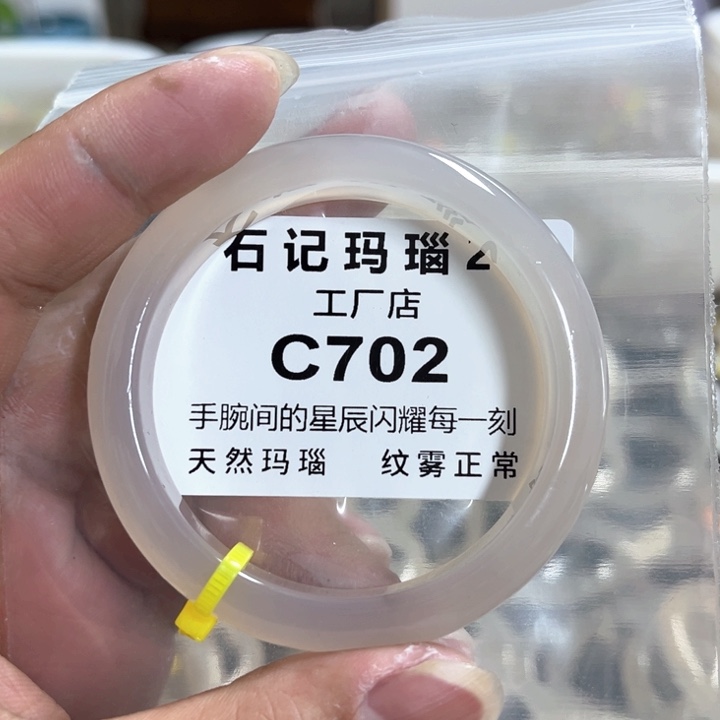 石记玛瑙2
工厂店
C702
手腕间的星辰闪耀每一刻
天然玛瑙 纹雾正常